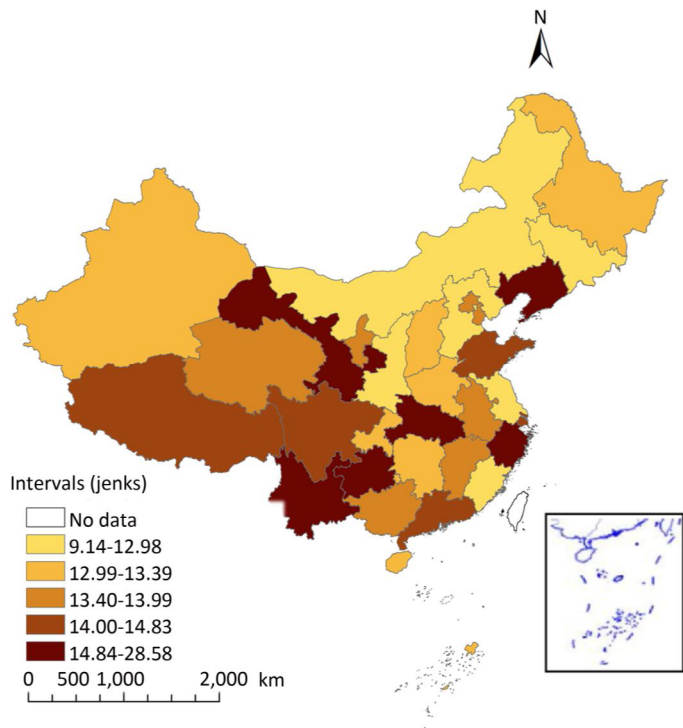 N
Intervals (jenks)
No data
9.14-12.98
12.99-13.39
13.40-13.99
14.00-14.83
14.84-28.58
0 500 1,000 2,000 km